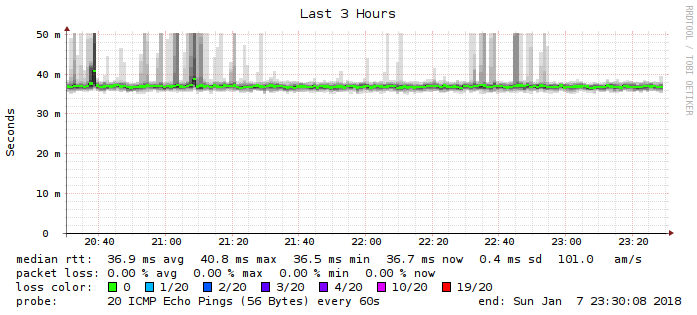 Last 3 Hours
RRDTOOL / TOBI OETIKER
Seconds
50 m
40 m
30 m
20 m
10 m
0
20:40 21:00 21:20 21:40 22:00 22:20 22:40 23:00 23:20
median rtt: 36.9 ms avg 40.8 ms max 36.5 ms min 36.7 ms now 0.4 ms sd 101.0 am/s
packet loss: 0.00 % avg 0.00 % max 0.00 % min 0.00 % now
loss color: 0 1/20 2/20 3/20 4/20 10/20 19/20
probe: 20 ICMP Echo Pings (56 Bytes) every 60s end: Sun Jan 7 23:30:08 2018